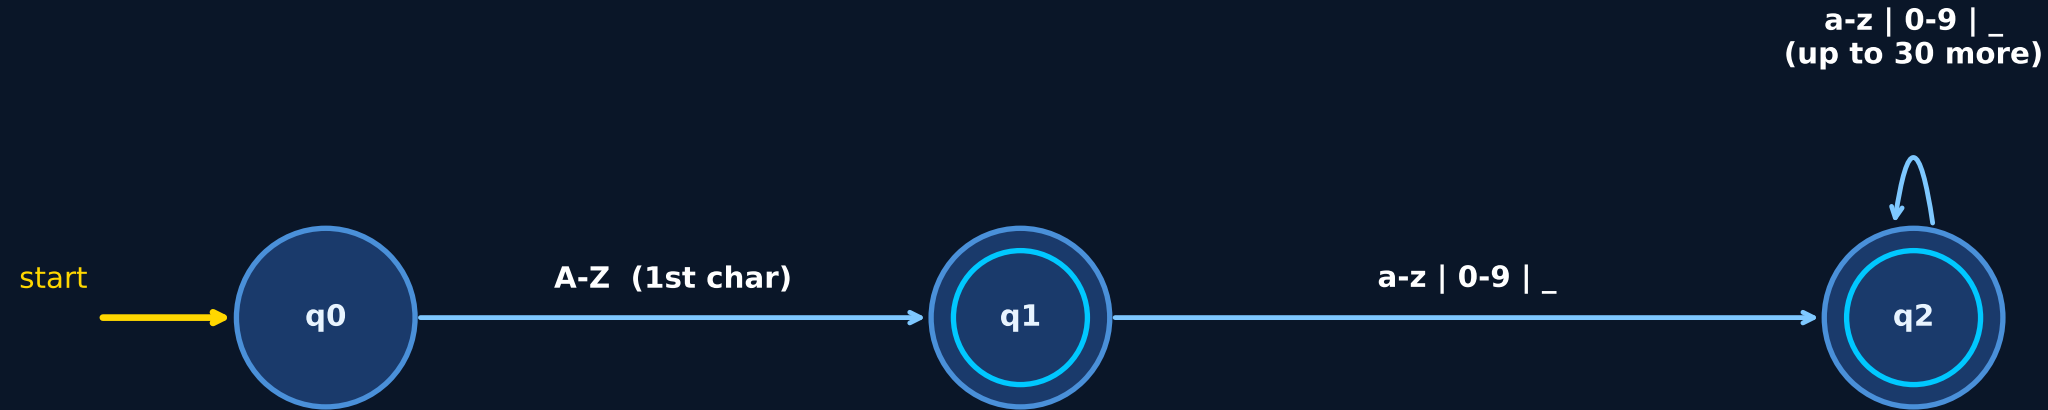 a-z | 0-9 | _
(up to 30 more)
start
A-Z  (1st char)
a-z | 0-9 | _
q0
q1
q2